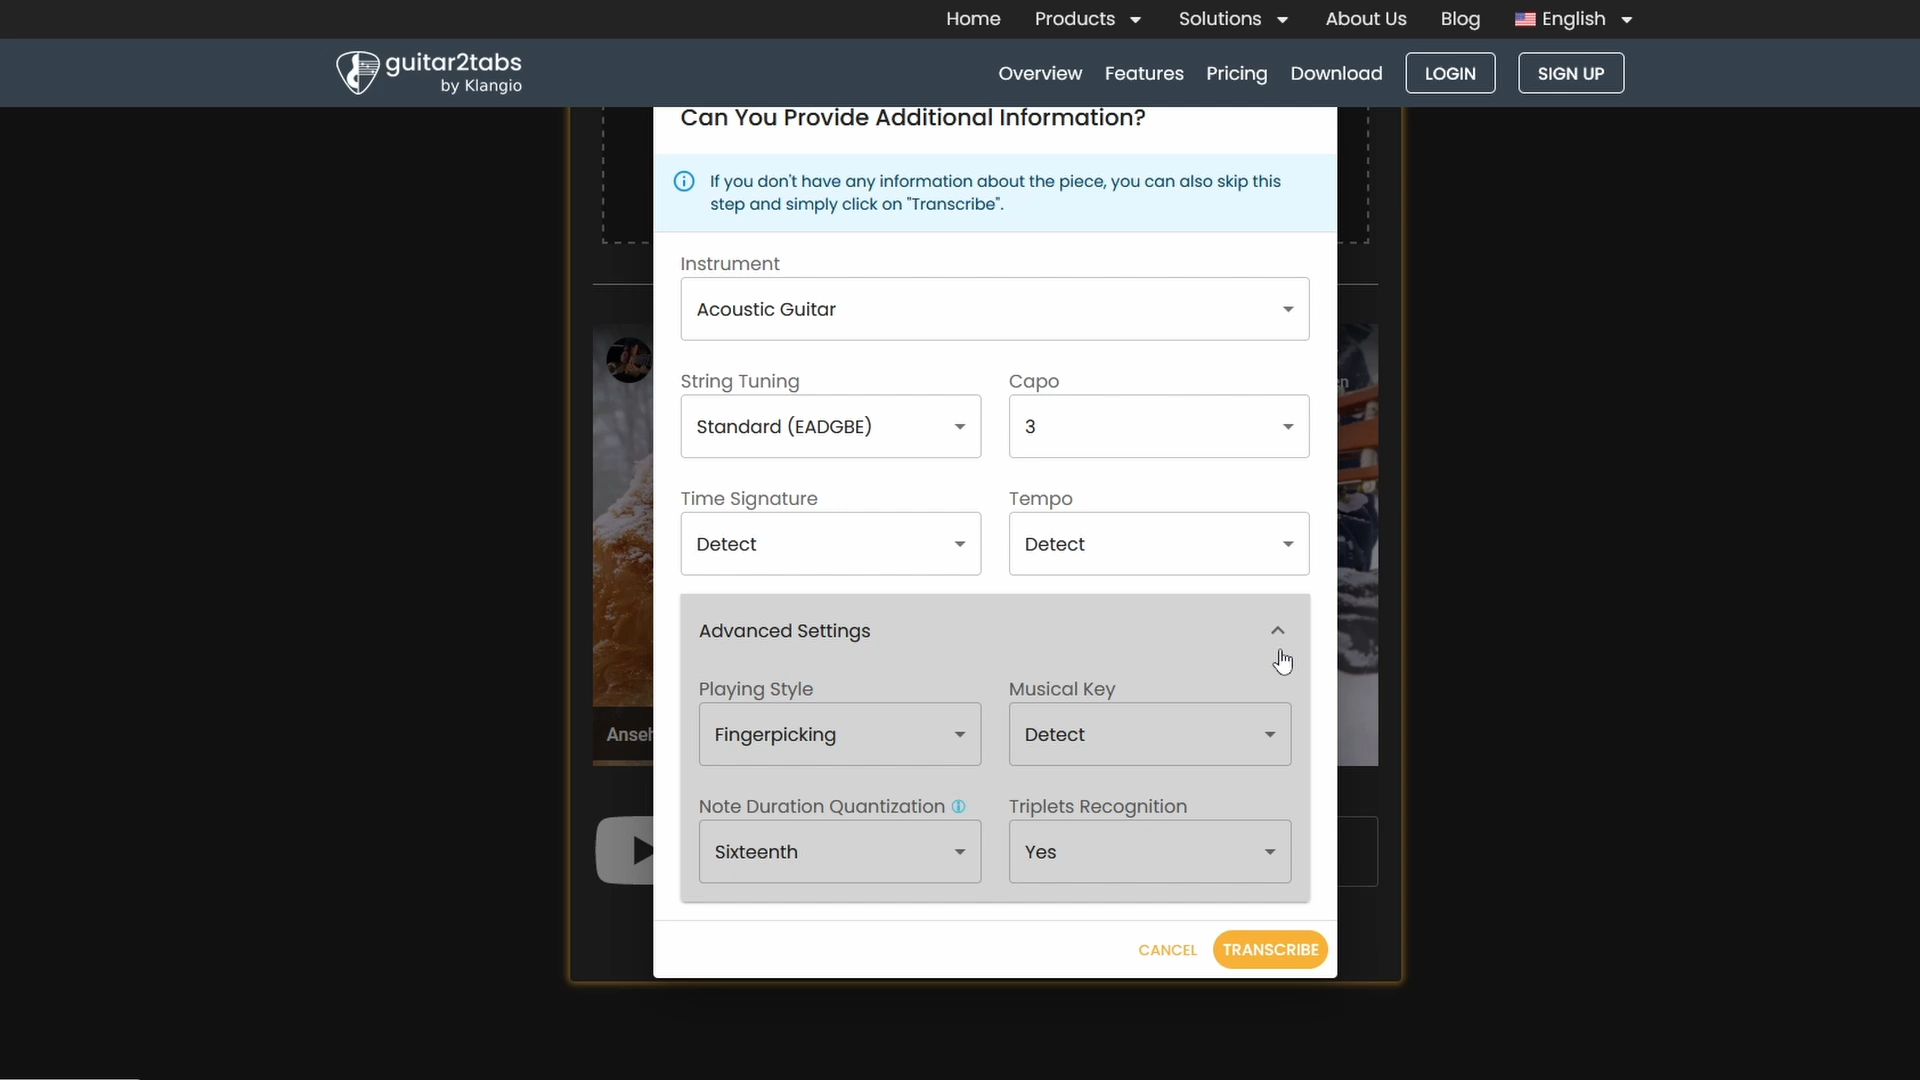 Home Products Solutions About Us Blog English
guitar2tabs
by Klangio
Overview Features Pricing Download LOGIN SIGN UP
Can You Provide Additional Information?
If you don't have any information about the piece, you can also skip this
step and simply click on "Transcribe".
Instrument
Acoustic Guitar
String Tuning Capo
Standard (EADGBE) 3
Time Signature Tempo
Detect Detect
Advanced Settings
Playing Style Musical Key
Fingerpicking Detect
Note Duration Quantization Triplets Recognition
Sixteenth Yes
CANCEL TRANSCRIBE